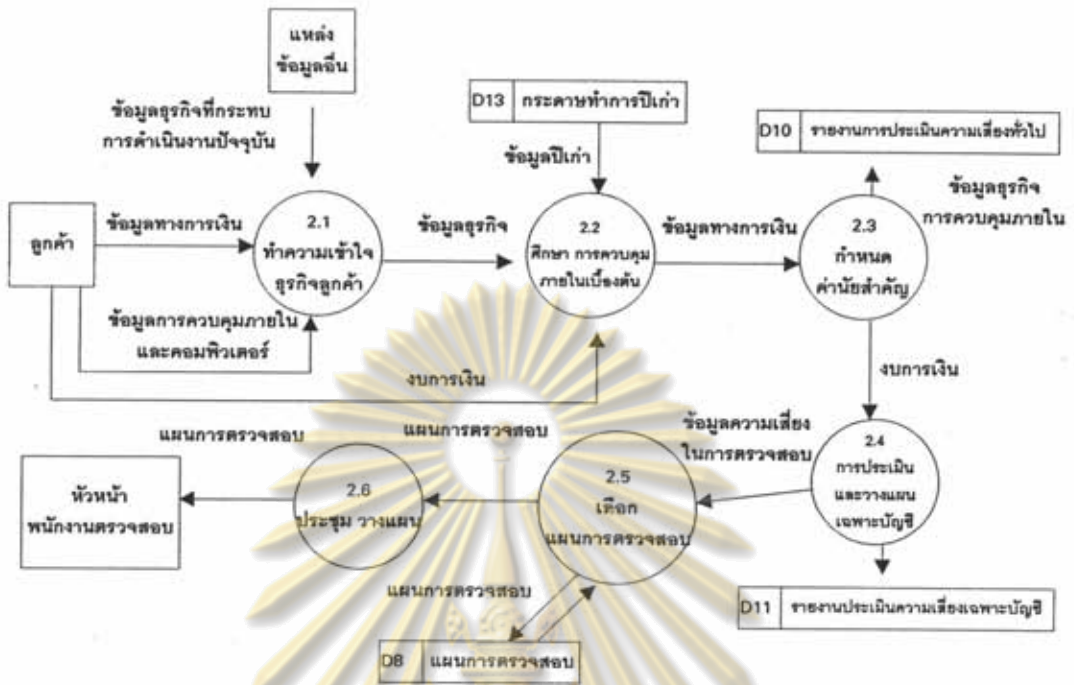 แหล่ง
ข้อมูลอื่น
ข้อมูลธุรกิจที่กระทบ
การดำเนินงานปัจจุบัน
D13 กระดาษทำการปีเก่า
ข้อมูลปีเก่า
D10 รายงานการประเมินความเสี่ยงทั่วไป
ข้อมูลธุรกิจ
การควบคุมภายใน
ลูกค้า
ข้อมูลทางการเงิน
2.1
ทำความเข้าใจ
ธุรกิจลูกค้า
ข้อมูลธุรกิจ
2.2
ศึกษา การควบคุม
ภายในเบื้องต้น
ข้อมูลทางการเงิน
2.3
กำหนด
ค่านัยสำคัญ
ข้อมูลการควบคุมภายใน
และคอมพิวเตอร์
งบการเงิน
งบการเงิน
แผนการตรวจสอบ
แผนการตรวจสอบ
ข้อมูลความเสี่ยง
ในการตรวจสอบ
2.4
การประเมิน
และวางแผน
เฉพาะบัญชี
หัวหน้า
พนักงานตรวจสอบ
2.6
ประชุม วางแผน
2.5
เลือก
แผนการตรวจสอบ
แผนการตรวจสอบ
D11 รายงานประเมินความเสี่ยงเฉพาะบัญชี
D8 แผนการตรวจสอบ